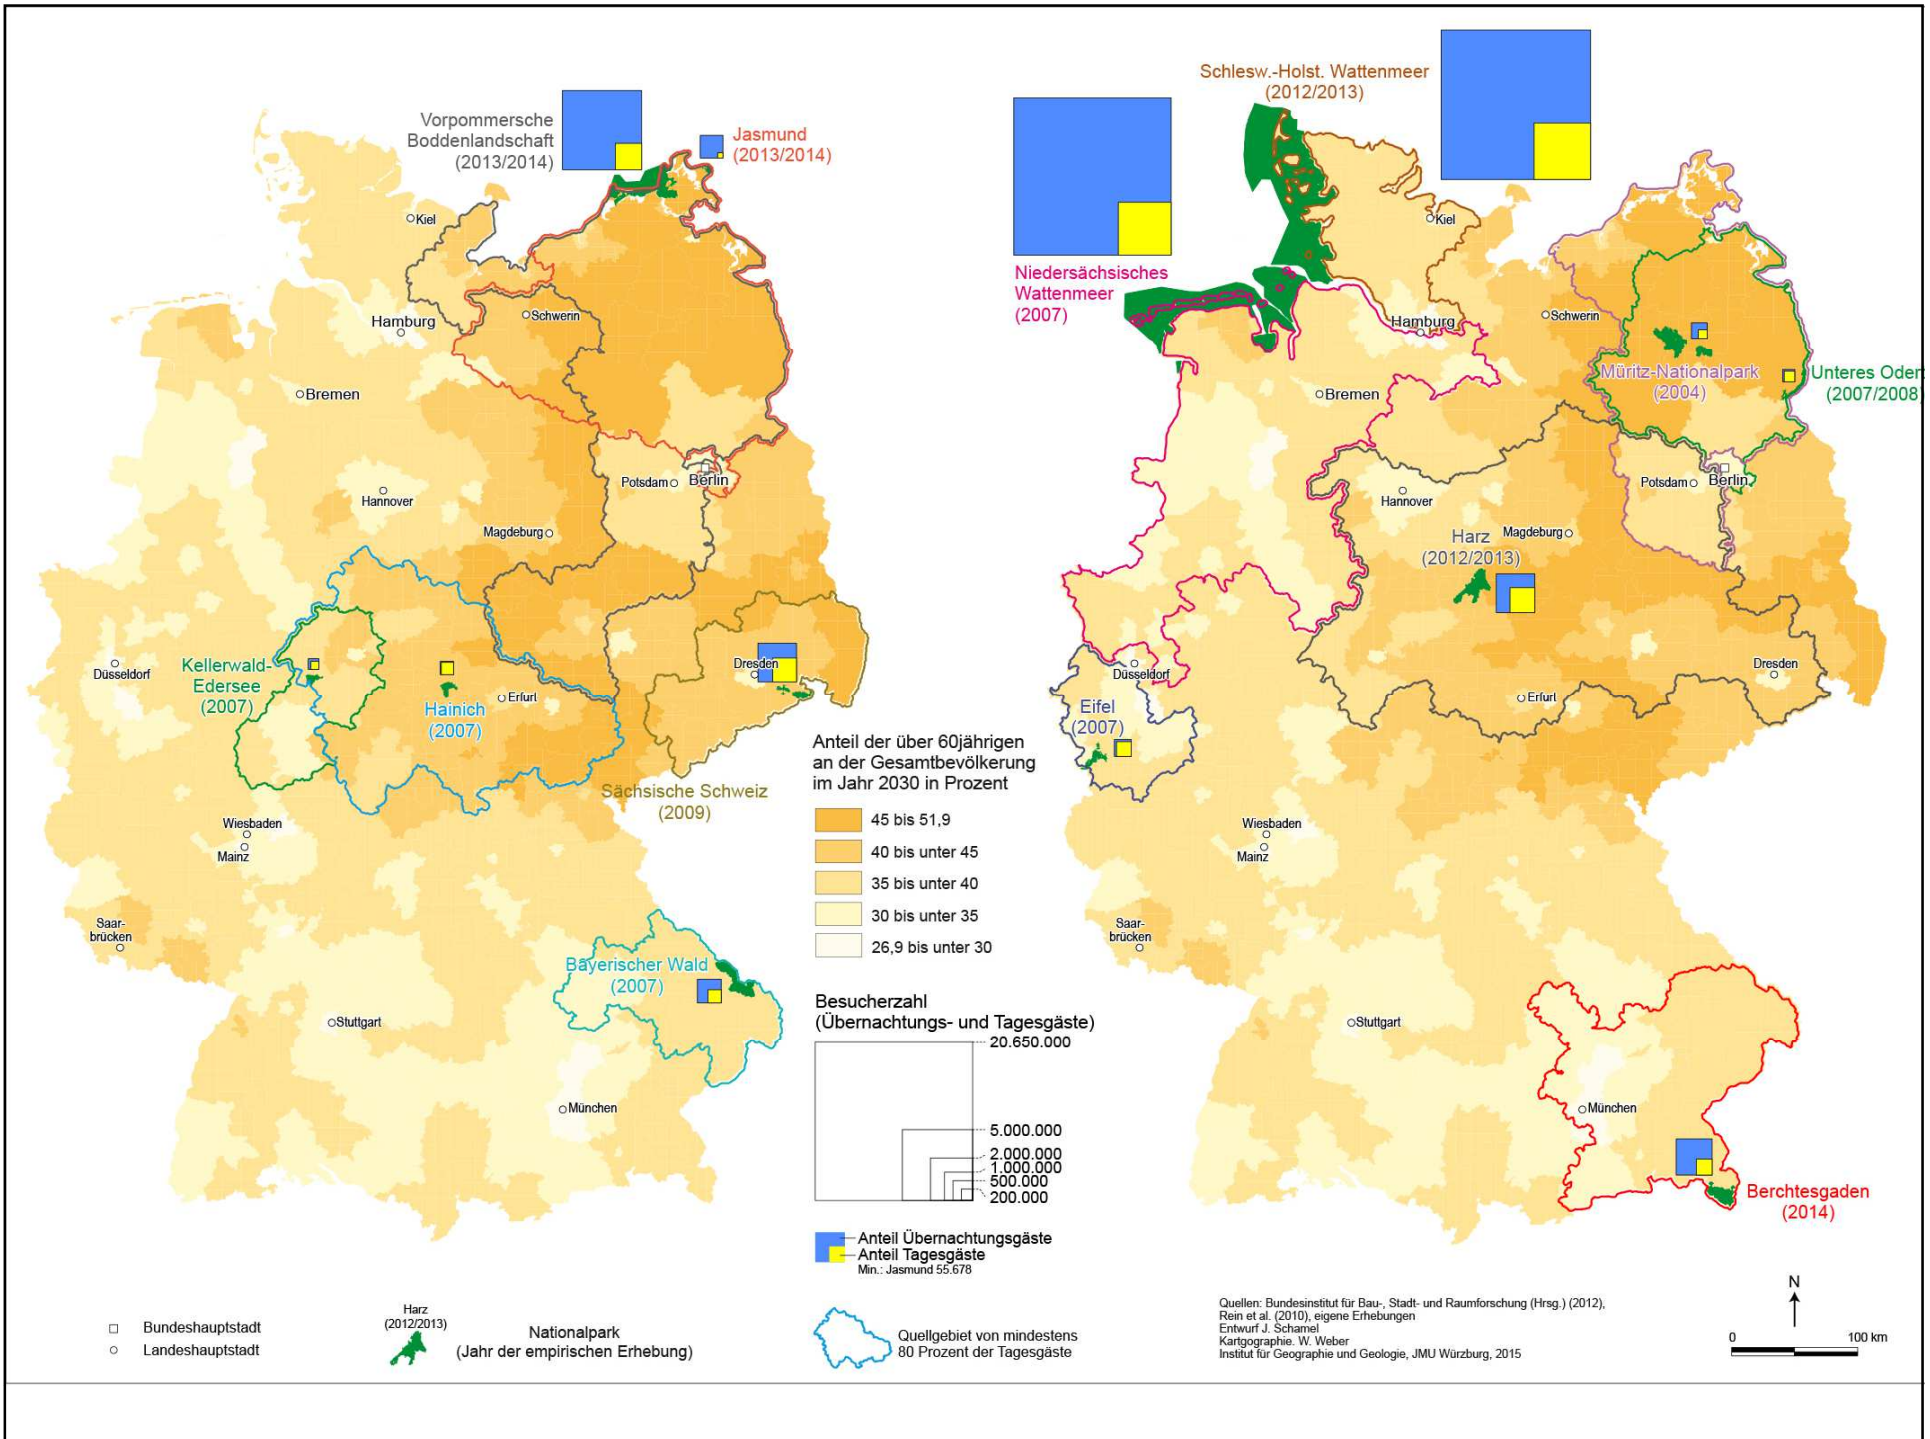 Vorpommersche
Boddenlandschaft
(2013/2014)
Jasmund
(2013/2014)
Kiel
Hamburg
Schwerin
Bremen
Hannover
Potsdam
Berlin
Magdeburg
Düsseldorf
Kellerwald-
Edersee
(2007)
Hainich
(2007)
Erfurl
Dresden
Sächsische Schweiz
(2009)
Wiesbaden
Mainz
Saar-
brücken
Bayerischer Wald
(2007)
Stuttgart
München
Schlesw.-Holst. Wattenmeer
(2012/2013)
Niedersächsisches
Wattenmeer
(2007)
Kiel
Hamburg
Schwerin
Müritz-Nationalpark
(2004)
Unteres Odert
(2007/2008)
Bremen
Hannover
Potsdam
Berlin
Magdeburg
Harz
(2012/2013)
Düsseldorf
Eifel
(2007)
Erfurl
Dresden
Wiesbaden
Mainz
Saar-
brücken
Stuttgart
München
Berchtesgaden
(2014)
Anteil der über 60jährigen
an der Gesamtbevölkerung
im Jahr 2030 in Prozent
45 bis 51,9
40 bis unter 45
35 bis unter 40
30 bis unter 35
26,9 bis unter 30
Besucherzahl
(Übernachtungs- und Tagesgäste)
20.650.000
5.000.000
2.000.000
1.000.000
500.000
200.000
Anteil Übernachtungsgäste
Anteil Tagesgäste
Min.: Jasmund 55.678
Bundeshauptstadt
Landeshauptstadt
Harz
(2012/2013)
Nationalpark
(Jahr der empirischen Erhebung)
Quellgebiet von mindestens
80 Prozent der Tagesgäste
Quellen: Bundesinstitut für Bau-, Stadt- und Raumforschung (Hrsg.) (2012),
Rein et al. (2010), eigene Erhebungen
Entwurf J. Schamel
Kartgographie. W. Weber
Institut für Geographie und Geologie, JMU Würzburg, 2015
N
0 100 km